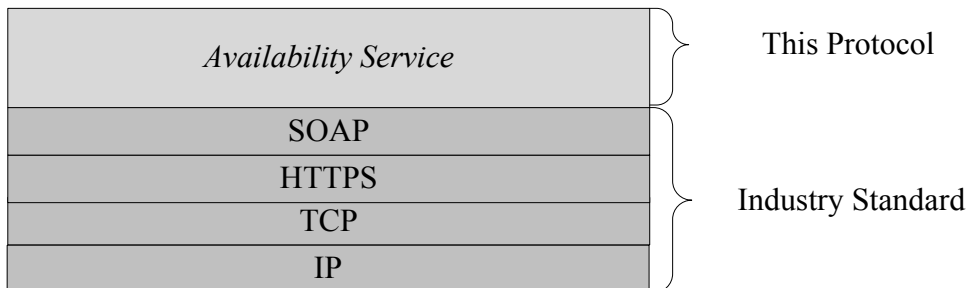 Availability Service
This Protocol
SOAP
HTTPS
TCP
IP
Industry Standard